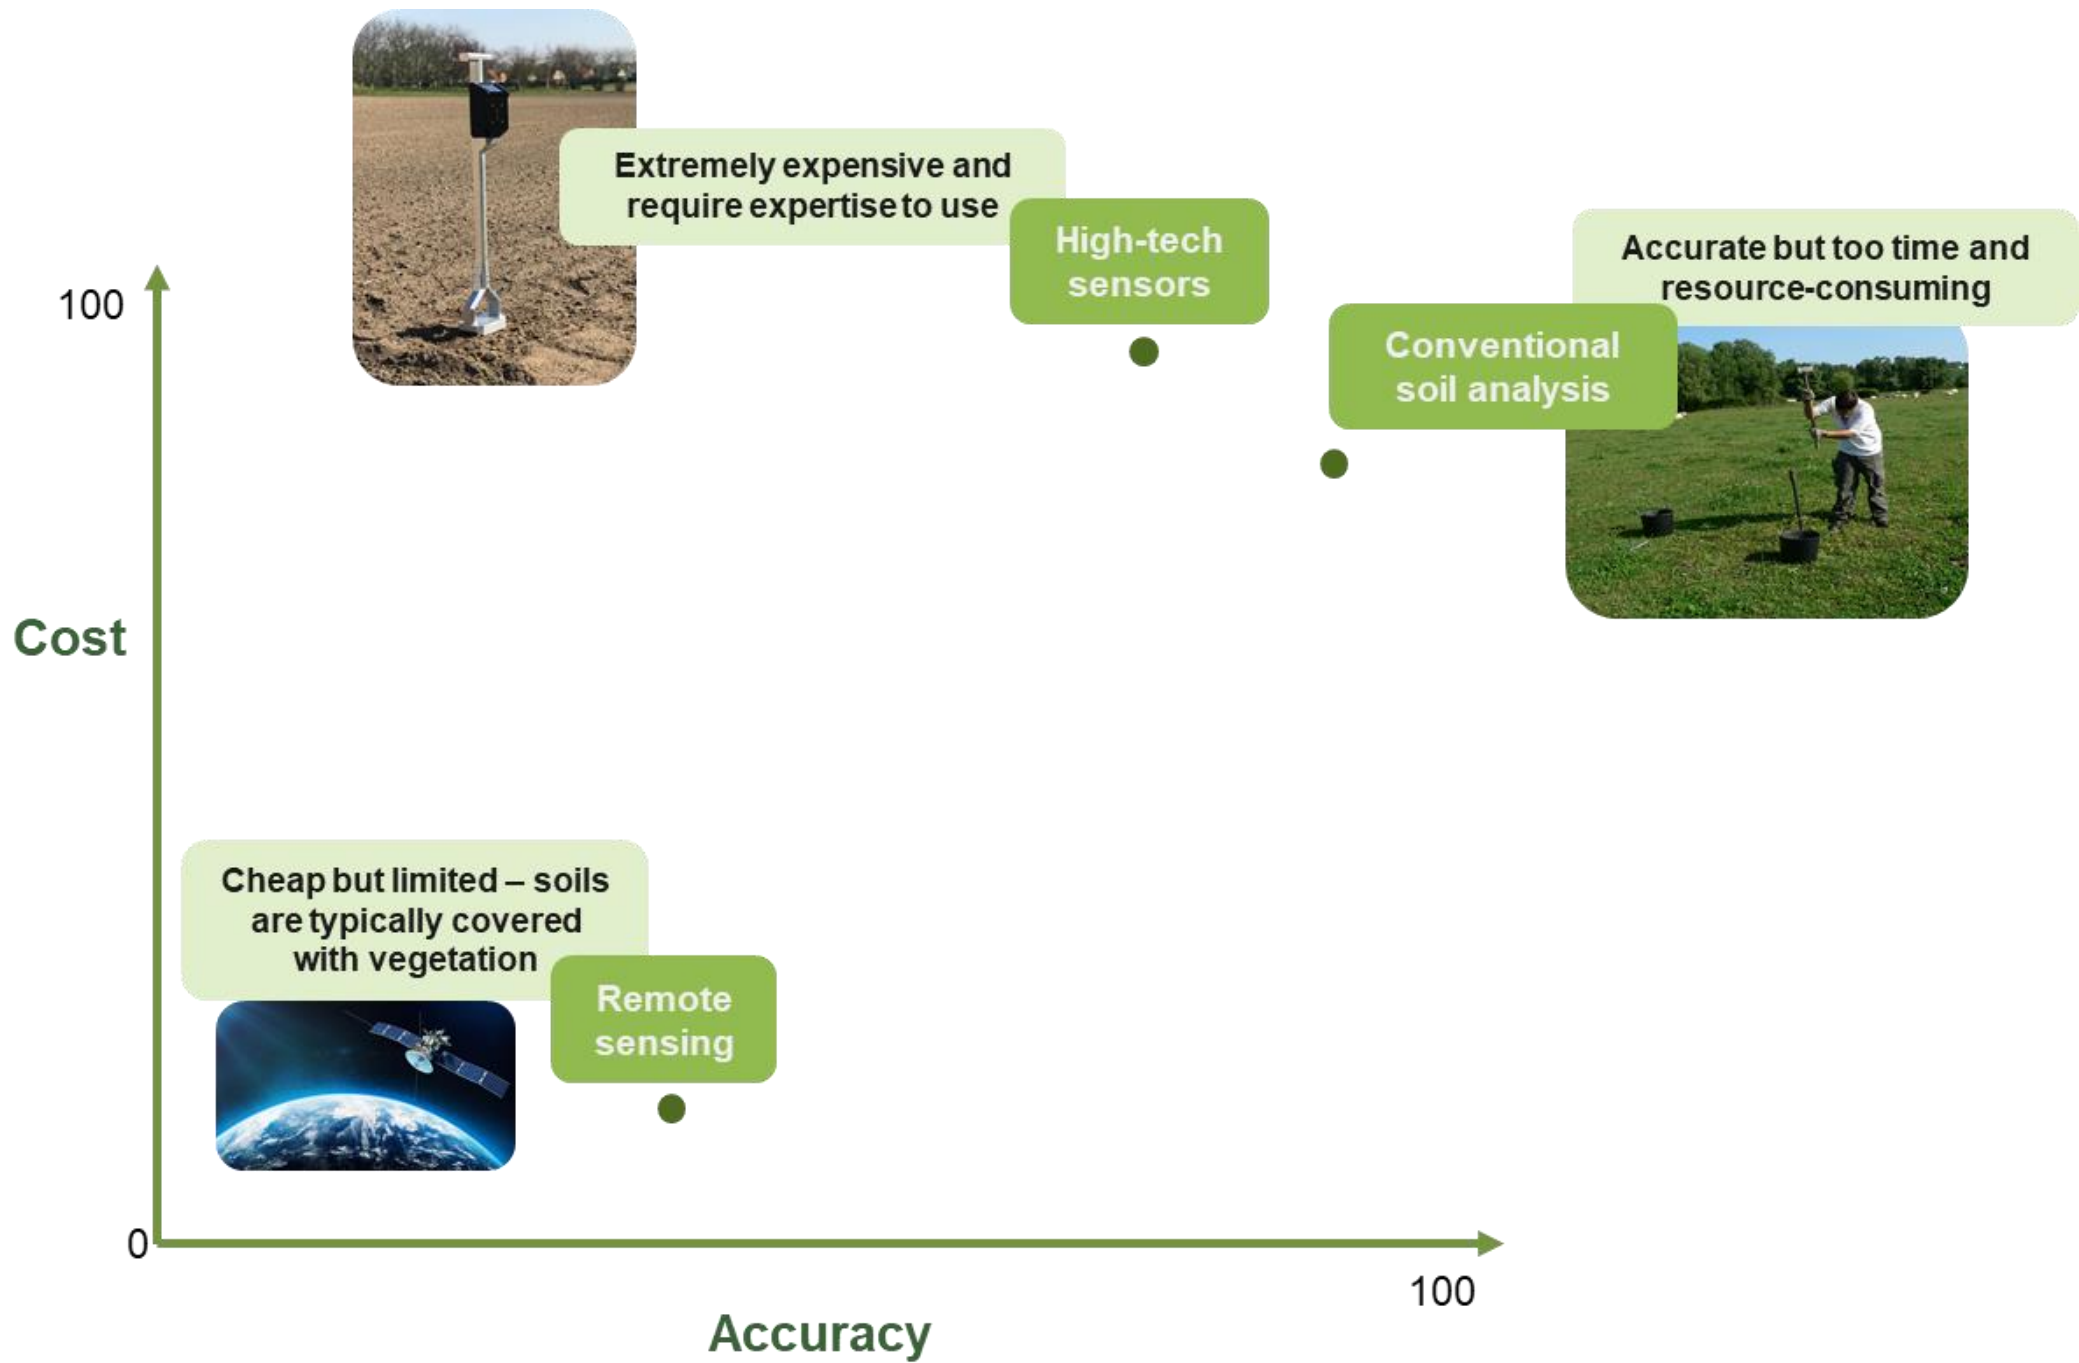 Extremely expensive and
require expertise to use
High-tech
sensors
Accurate but too time and
resource-consuming
Conventional
soil analysis
100
Cost
Cheap but limited – soils
are typically covered
with vegetation
Remote
sensing
0
100
Accuracy